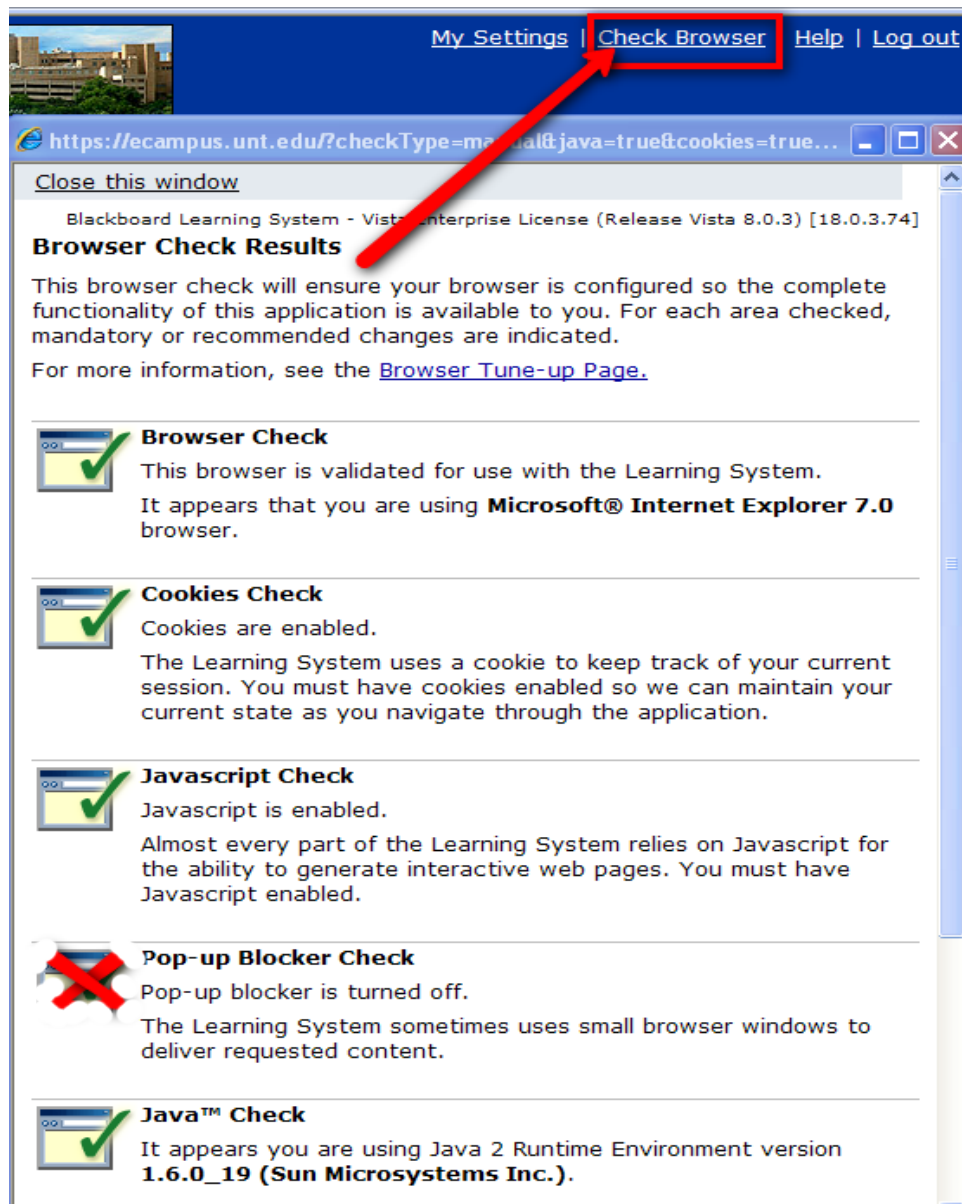 My Settings | Check Browser Help | Log out
https://ecampus.unt.edu/?checkType=manual&java=true&cookies=true...
Close this window
Blackboard Learning System - Vista Enterprise License (Release Vista 8.0.3) [18.0.3.74]
Browser Check Results
This browser check will ensure your browser is configured so the complete
functionality of this application is available to you. For each area checked,
mandatory or recommended changes are indicated.
For more information, see the Browser Tune-up Page.
Browser Check
This browser is validated for use with the Learning System.
It appears that you are using Microsoft® Internet Explorer 7.0
browser.
Cookies Check
Cookies are enabled.
The Learning System uses a cookie to keep track of your current
session. You must have cookies enabled so we can maintain your
current state as you navigate through the application.
Javascript Check
Javascript is enabled.
Almost every part of the Learning System relies on Javascript for
the ability to generate interactive web pages. You must have
Javascript enabled.
Pop-up Blocker Check
Pop-up blocker is turned off.
The Learning System sometimes uses small browser windows to
deliver requested content.
Java™ Check
It appears you are using Java 2 Runtime Environment version
1.6.0_19 (Sun Microsystems Inc.).